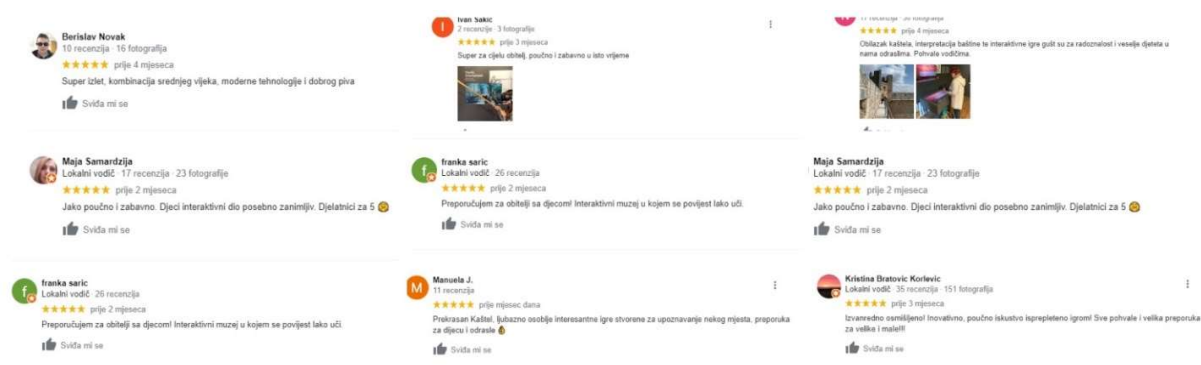 Berislav Novak
10 recenzija · 16 fotografija
prije 4 mjeseca
Super izlet, kombinacija srednjeg vijeka, moderne tehnologije i dobrog piva
Sviđa mi se
Ivan Sakic
2 recenzije · 3 fotografije
prije 3 mjeseca
Super za cijelu obitelj, poučno i zabavno u isto vrijeme
prije 4 mjeseca
Obilazak kaštela, interpretacija baštine te interaktivne igre gušt su za radoznalost i veselje djeteta u
nama odraslima. Pohvala vodičima.
Maja Samardzija
Lokalni vodič · 17 recenzija · 23 fotografije
prije 2 mjeseca
Jako poučno i zabavno. Djeci interaktivni dio posebno zanimljiv. Djelatnici za 5
Sviđa mi se
franka saric
Lokalni vodič · 26 recenzija
prije 2 mjeseca
Preporučujem za obitelji sa djecom! Interaktivni muzej u kojem se povijest lako uči.
Sviđa mi se
Maja Samardzija
Lokalni vodič · 17 recenzija · 23 fotografije
prije 2 mjeseca
Jako poučno i zabavno. Djeci interaktivni dio posebno zanimljiv. Djelatnici za 5
Sviđa mi se
franka saric
Lokalni vodič · 26 recenzija
prije 2 mjeseca
Preporučujem za obitelji sa djecom! Interaktivni muzej u kojem se povijest lako uči.
Sviđa mi se
Manuela J.
11 recenzija
prije mjesec dana
Prekrasan Kaštel, ljubazno osoblje interesantne igre stvorene za upoznavanje nekog mjesta, preporuka
za djecu i odrasle
Sviđa mi se
Kristina Bratovic Korlevic
Lokalni vodič · 35 recenzija · 151 fotografija
prije 3 mjeseca
Izvanredno osmišljeno! Inovativno, poučno iskustvo isprepleteno igrom! Sve pohvale i velika preporuka
za velike i male!!!
Sviđa mi se